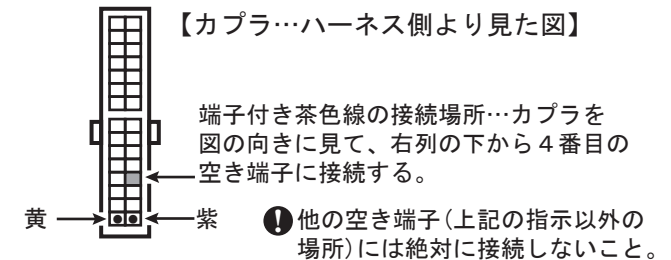 【カプラ…ハーネス側より見た図】
端子付き茶色線の接続場所…カプラを
図の向きに見て、右列の下から４番目の
空き端子に接続する。
黄
紫
他の空き端子(上記の指示以外の
場所)には絶対に接続しないこと。